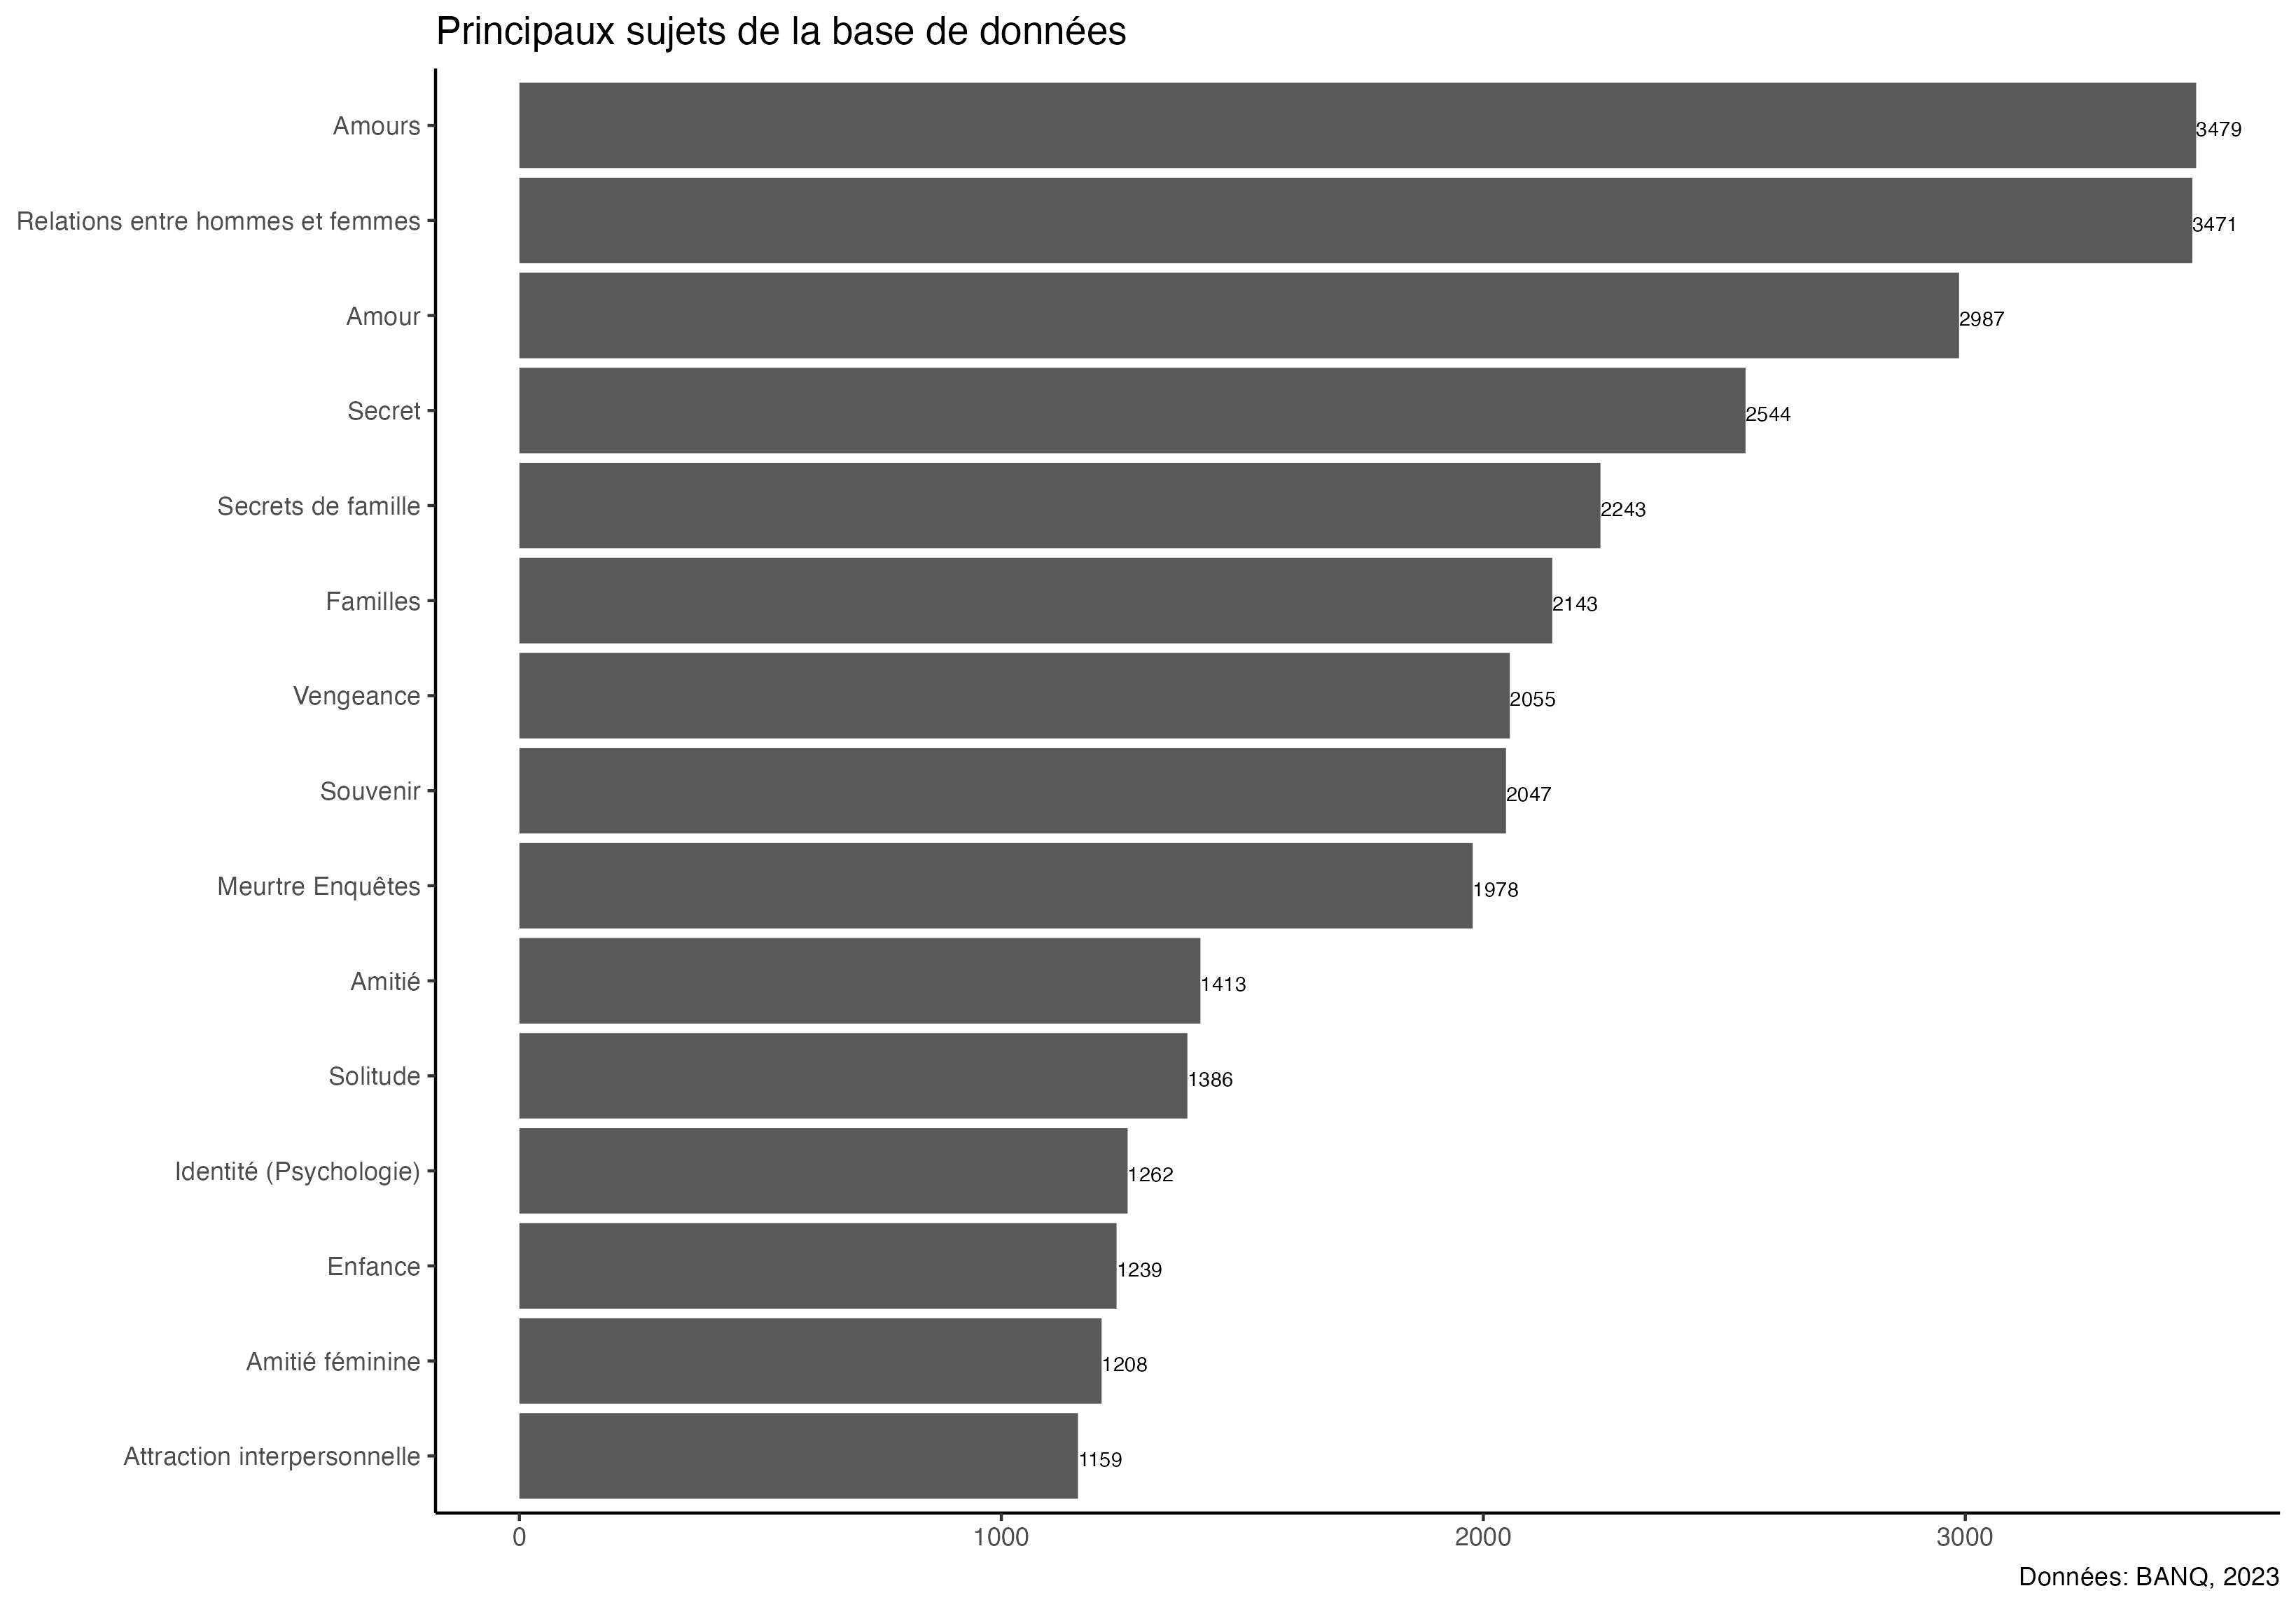 Principaux sujets de la base de données
Amours 3479
Relations entre hommes et femmes 3471
Amour 2987
Secret 2544
Secrets de famille 2243
Familles 2143
Vengeance 2055
Souvenir 2047
Meurtre Enquêtes 1978
Amitié 1413
Solitude 1386
Identité (Psychologie) 1262
Enfance 1239
Amitié féminine 1208
Attraction interpersonnelle 1159
0 1000 2000 3000
Données: BANQ, 2023